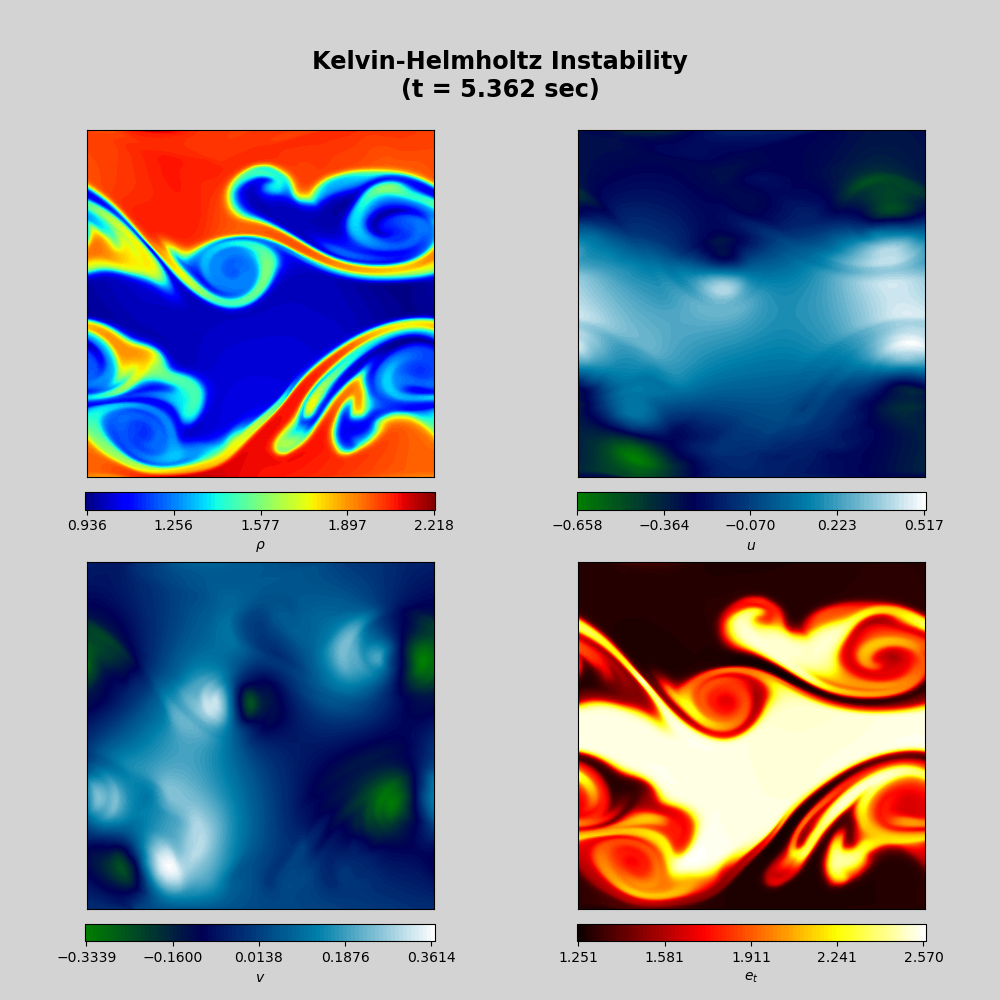 Kelvin-Helmholtz Instability
(t = 5.362 sec)
0.936 1.256 1.577 1.897 2.218
ρ
−0.658 −0.364 −0.070 0.223 0.517
u
−0.3339 −0.1600 0.0138 0.1876 0.3614
v
1.251 1.581 1.911 2.241 2.570
eₜ